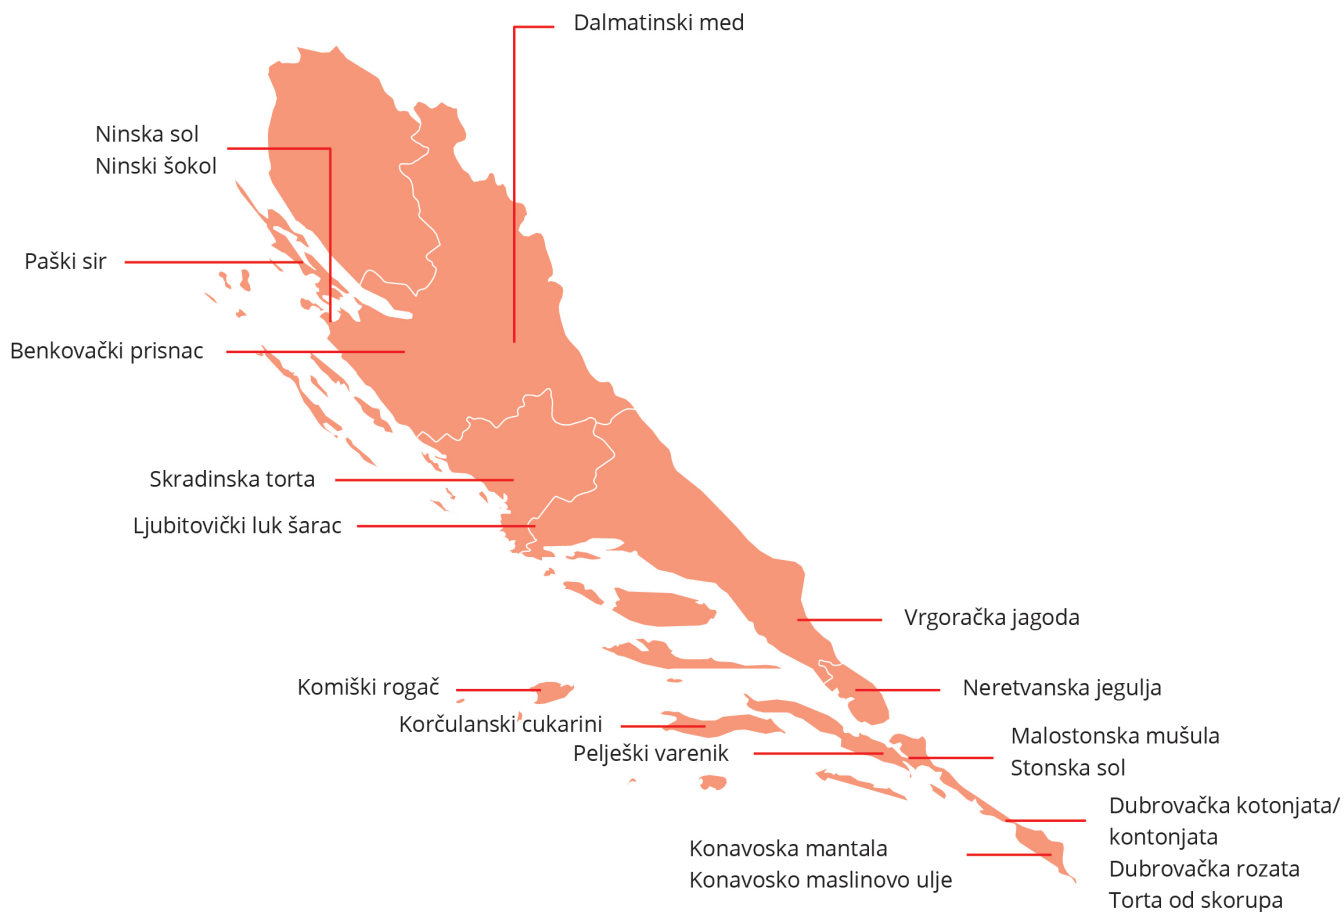 Dalmatinski med
Ninska sol
Ninski šokol
Paški sir
Benkovački prisnac
Skradinska torta
Ljubitovički luk šarac
Vrgoračka jagoda
Komiški rogač
Neretvanska jegulja
Korčulanski cukarini
Pelješki varenik
Malostonska mušula
Stonska sol
Dubrovačka kotonjata/
kontonjata
Dubrovačka rozata
Torta od skorupa
Konavoska mantala
Konavosko maslinovo ulje